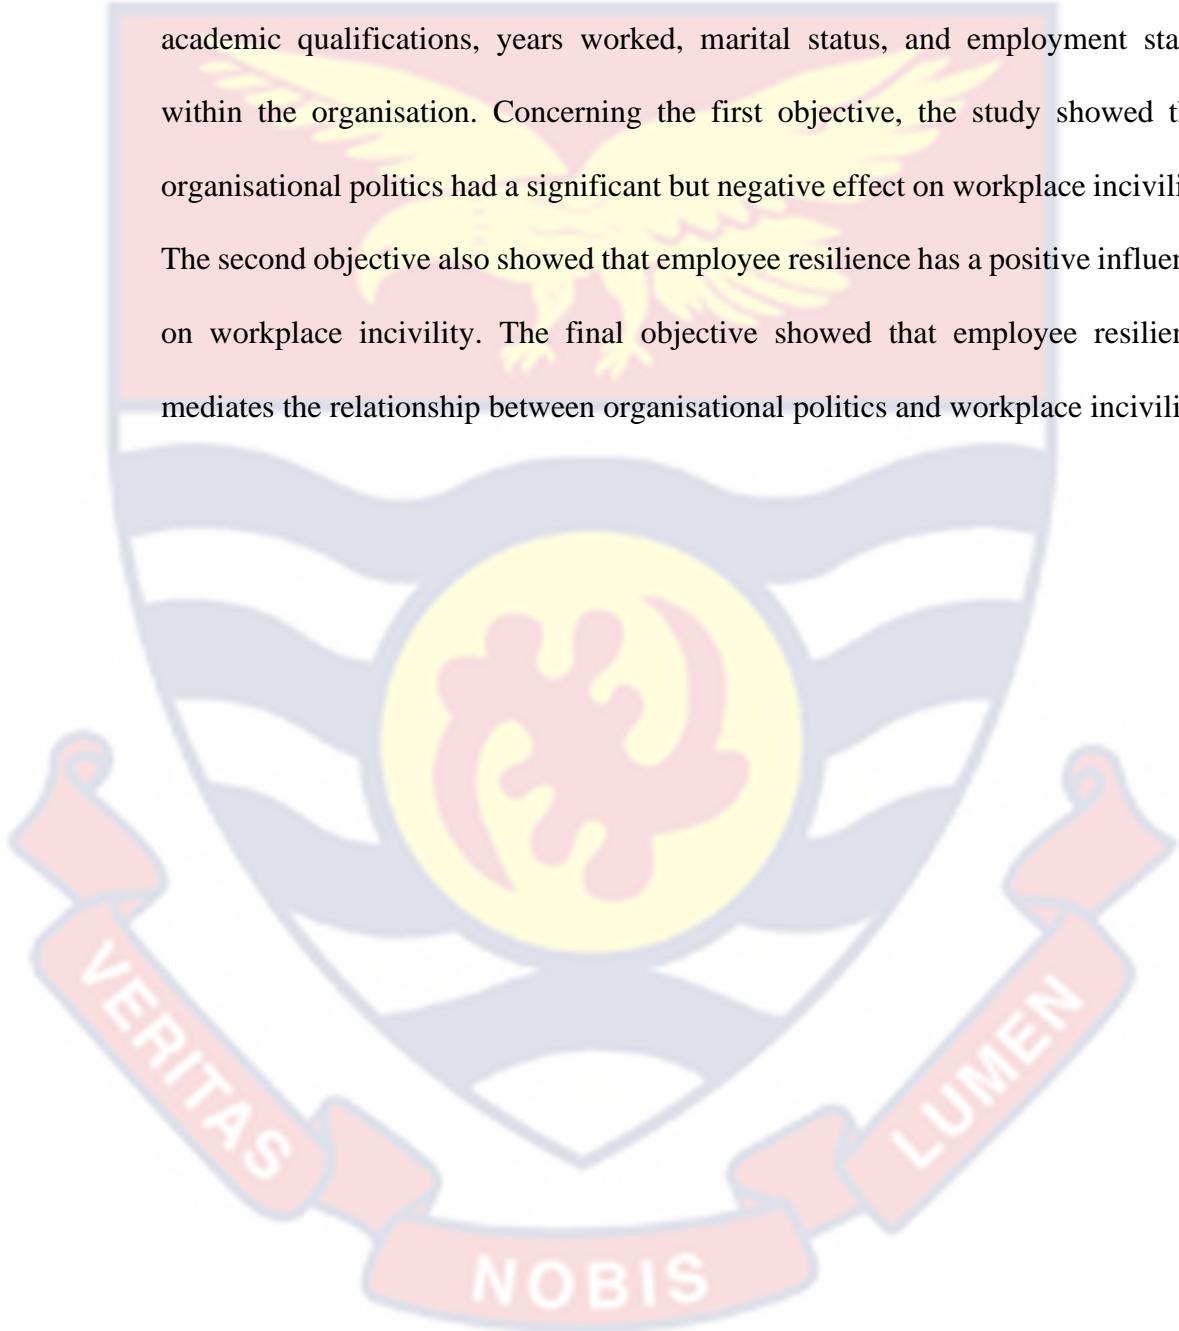 academic qualifications, years worked, marital status, and employment sta
within the organisation. Concerning the first objective, the study showed th
organisational politics had a significant but negative effect on workplace incivili
The second objective also showed that employee resilience has a positive influen
on workplace incivility. The final objective showed that employee resilien
mediates the relationship between organisational politics and workplace incivili
VERITAS
NOBIS
LUMEN